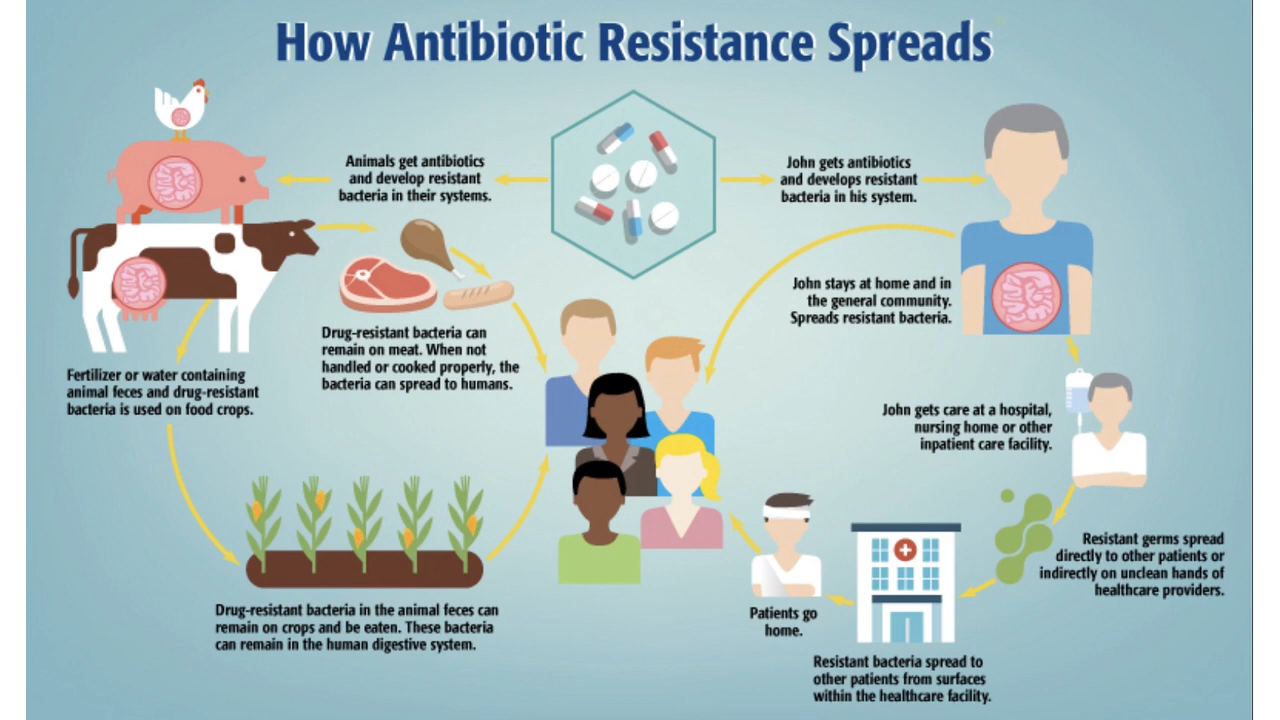 How Antibiotic Resistance Spreads
Animals get antibiotics
and develop resistant
bacteria in their systems.
John gets antibiotics
and develops resistant
bacteria in his system.
Drug-resistant bacteria can
remain on meat. When not
handled or cooked properly, the
bacteria can spread to humans.
John stays at home and in
the general community.
Spreads resistant bacteria.
Fertilizer or water containing
animal feces and drug-resistant
bacteria is used on food crops.
John gets care at a hospital,
nursing home or other
inpatient care facility.
Resistant germs spread
directly to other patients or
indirectly on unclean hands of
healthcare providers.
Drug-resistant bacteria in the animal feces can
remain on crops and be eaten. These bacteria
can remain in the human digestive system.
Patients go
home.
Resistant bacteria spread to
other patients from surfaces
within the healthcare facility.